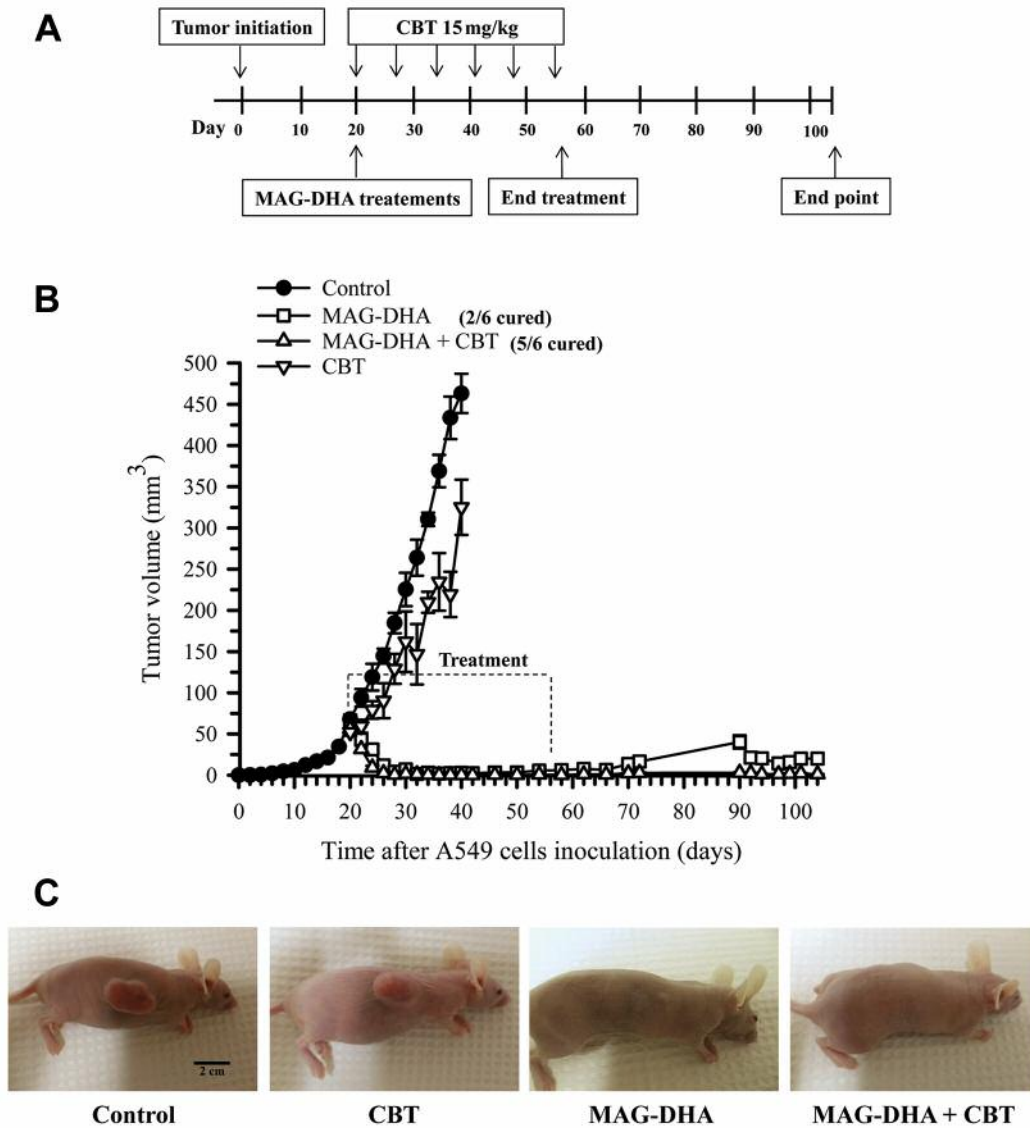 A
Tumor initiation
CBT 15 mg/kg
Day 0 10 20 30 40 50 60 70 80 90 100
MAG-DHA treatements
End treatment
End point
B
Control
MAG-DHA (2/6 cured)
MAG-DHA + CBT (5/6 cured)
CBT
Tumor volume (mm3)
500
450
400
350
300
250
200
150
100
50
0
Treatment
0 10 20 30 40 50 60 70 80 90 100
Time after A549 cells inoculation (days)
C
2 cm
Control
CBT
MAG-DHA
MAG-DHA + CBT